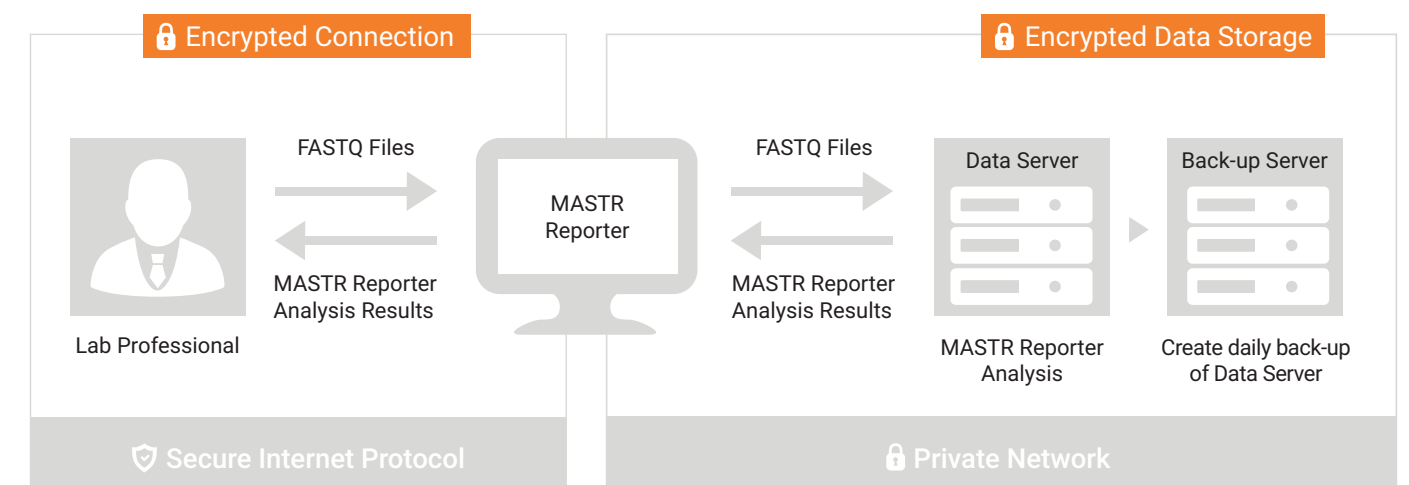 Encrypted Connection
Encrypted Data Storage
FASTQ Files
MASTR Reporter
Analysis Results
Lab Professional
MASTR
Reporter
FASTQ Files
MASTR Reporter
Analysis Results
Data Server
MASTR Reporter
Analysis
Back-up Server
Create daily back-up
of Data Server
Secure Internet Protocol
Private Network